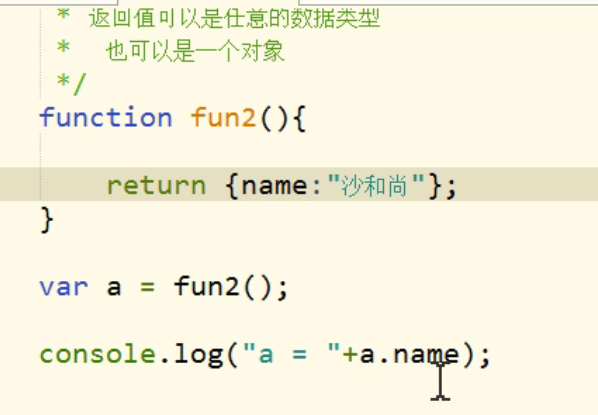 * 返回值可以是任意的数据类型
* 也可以是一个对象
*/
function fun2(){
return {name:"沙和尚"};
}
var a = fun2();
console.log("a = "+a.name);